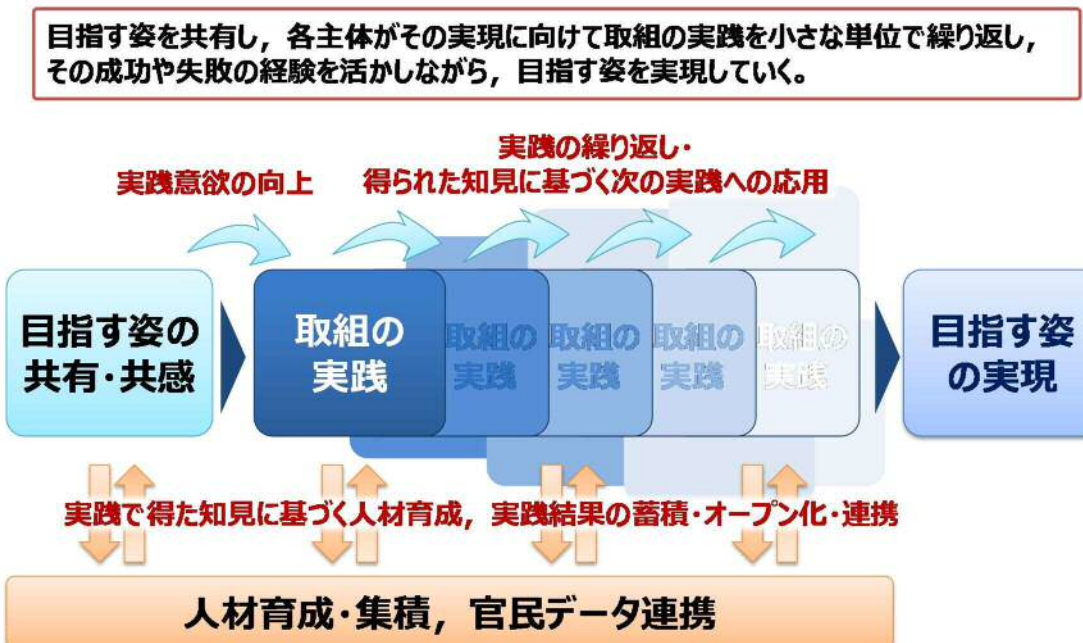 目指す姿を共有し，各主体がその実現に向けて取組の実践を小さな単位で繰り返し，
その成功や失敗の経験を活かしながら，目指す姿を実現していく。
実践意欲の向上
実践の繰り返し・
得られた知見に基づく次の実践への応用
目指す姿の
共有・共感
取組の
実践
取組の
実践
取組の
実践
取組の
実践
取組の
実践
目指す姿
の実現
実践で得た知見に基づく人材育成，実践結果の蓄積・オープン化・連携
人材育成・集積，官民データ連携